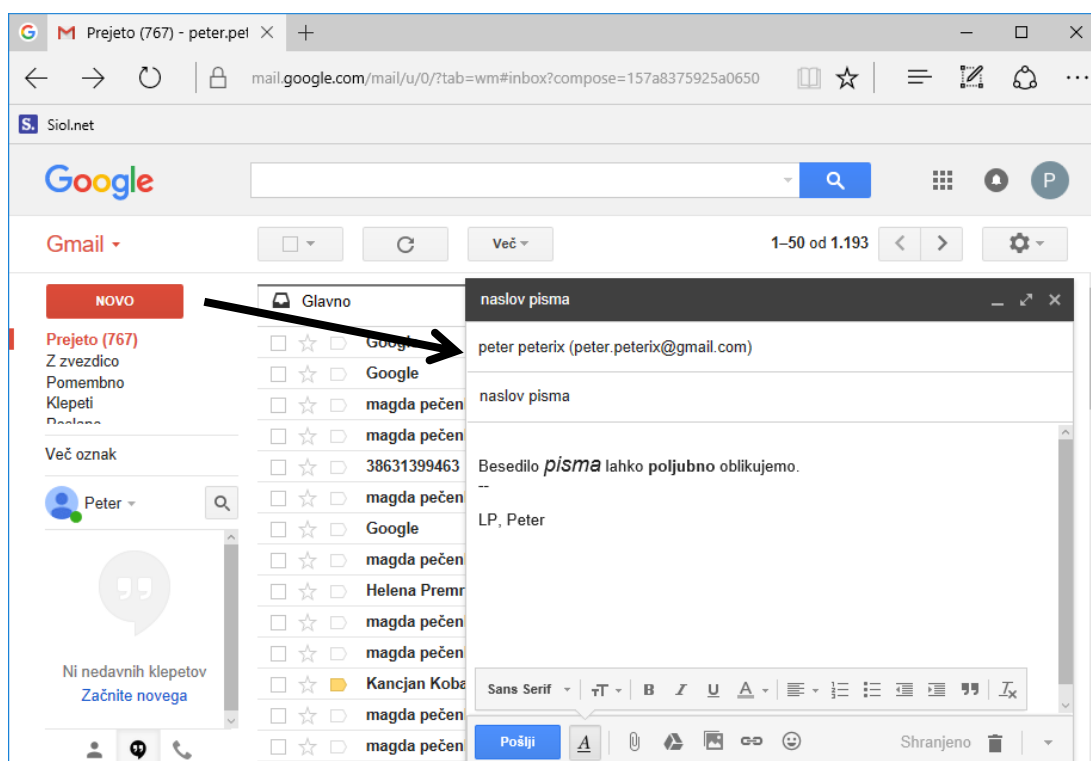 Prejeto (767) - peter.pet
mail.google.com/mail/u/0/?tab=wm#inbox?compose=157a8375925a0650
S. Siol.net
Google
P
Gmail
Več
1–50 od 1.193
NOVO
Prejeto (767)
Z zvezdico
Pomembno
Klepeti
Poslano
Več oznak
Peter
Ni nedavnih klepetov
Začnite novega
Glavno
Google
Google
magda pečen
magda pečen
38631399463
magda pečen
Google
magda pečen
Helena Premr
magda pečen
magda pečen
Kancjan Koba
magda pečen
magda pečen
naslov pisma
peter peterix (peter.peterix@gmail.com)
naslov pisma
Besedilo pisma lahko poljubno oblikujemo.
--
LP, Peter
Sans Serif
Pošlji
Shranjeno